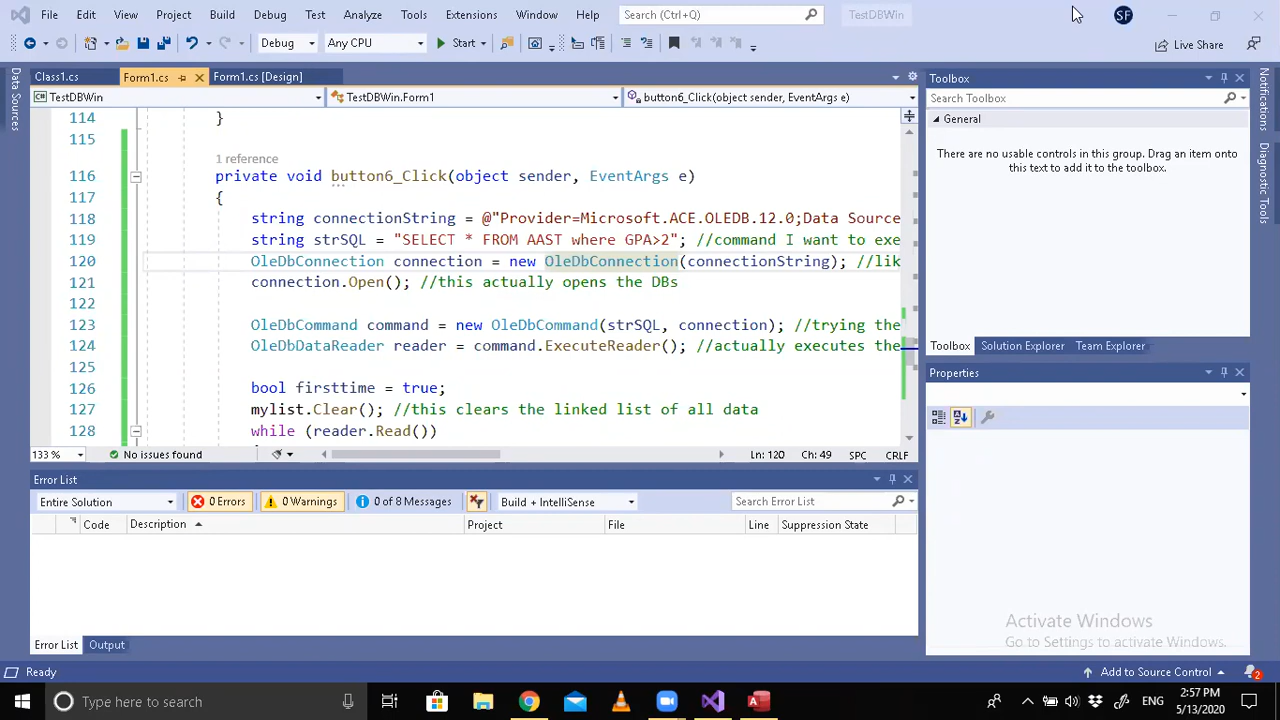 File Edit View Project Build Debug Test Analyze Tools Extensions Window Help Search (Ctrl+Q) TestDBWin SF
Debug Any CPU Start Live Share
Class1.cs Form1.cs Form1.cs [Design]
TestDBWin TestDBWin.Form1 button6_Click(object sender, EventArgs e)
114 }
115
1 reference
116 private void button6_Click(object sender, EventArgs e)
117 {
118 string connectionString = @"Provider=Microsoft.ACE.OLEDB.12.0;Data Source
119 string strSQL = "SELECT * FROM AAST where GPA>2"; //command I want to exe
120 OleDbConnection connection = new OleDbConnection(connectionString); //lik
121 connection.Open(); //this actually opens the DBs
122
123 OleDbCommand command = new OleDbCommand(strSQL, connection); //trying the
124 OleDbDataReader reader = command.ExecuteReader(); //actually executes the
125
126 bool firsttime = true;
127 mylist.Clear(); //this clears the linked list of all data
128 while (reader.Read())
133 % No issues found Ln: 120 Ch: 49 SPC CRLF
Error List
Entire Solution 0 Errors 0 Warnings 0 of 8 Messages Build + IntelliSense Search Error List
Code Description Project File Line Suppression State
Error List Output
Data Sources
Toolbox
Search Toolbox
General
There are no usable controls in this group. Drag an item onto
this text to add it to the toolbox.
Toolbox Solution Explorer Team Explorer
Properties
Notifications
Diagnostic Tools
Activate Windows
Go to Settings to activate Windows.
Ready Add to Source Control 2
Type here to search ENG 2:57 PM
5/13/2020